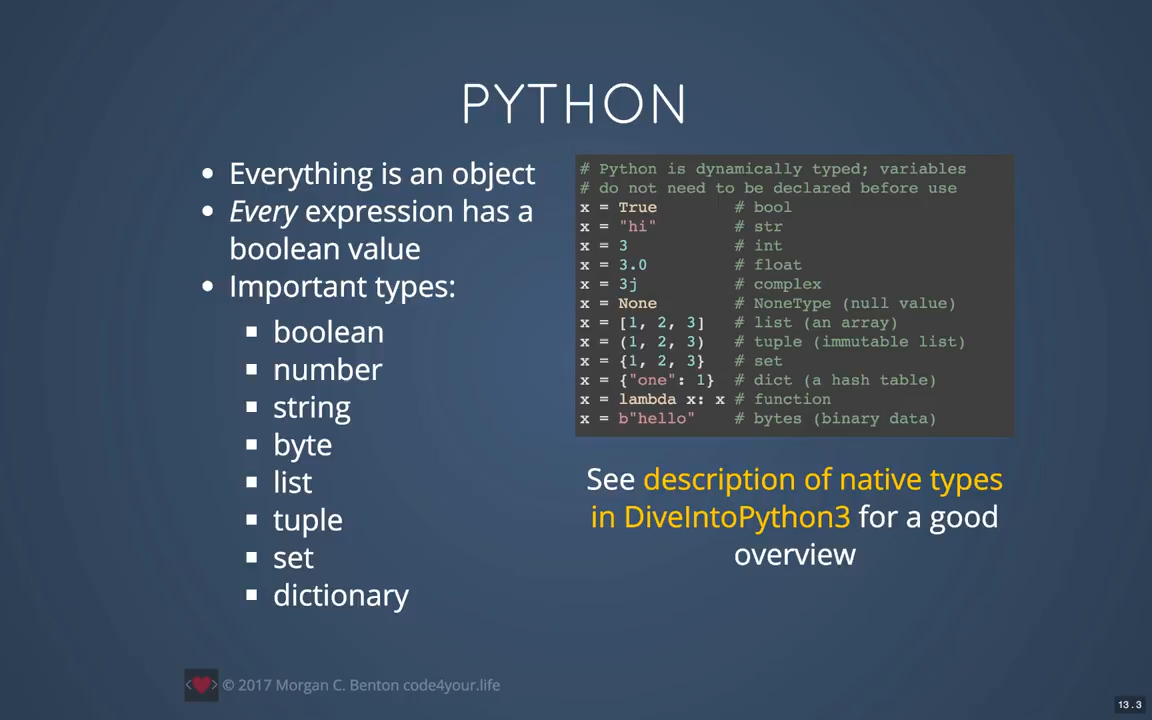 PYTHON
• Everything is an object
• Every expression has a
boolean value
• Important types:
▪ boolean
▪ number
▪ string
▪ byte
▪ list
▪ tuple
▪ set
▪ dictionary
# Python is dynamically typed; variables
# do not need to be declared before use
x = True        # bool
x = "hi"        # str
x = 3           # int
x = 3.0         # float
x = 3j          # complex
x = None        # NoneType (null value)
x = [1, 2, 3]   # list (an array)
x = (1, 2, 3)   # tuple (immutable list)
x = {1, 2, 3}   # set
x = {"one": 1}  # dict (a hash table)
x = lambda x: x # function
x = b"hello"    # bytes (binary data)
See description of native types
in DiveIntoPython3 for a good
overview
© 2017 Morgan C. Benton code4your.life
13.3